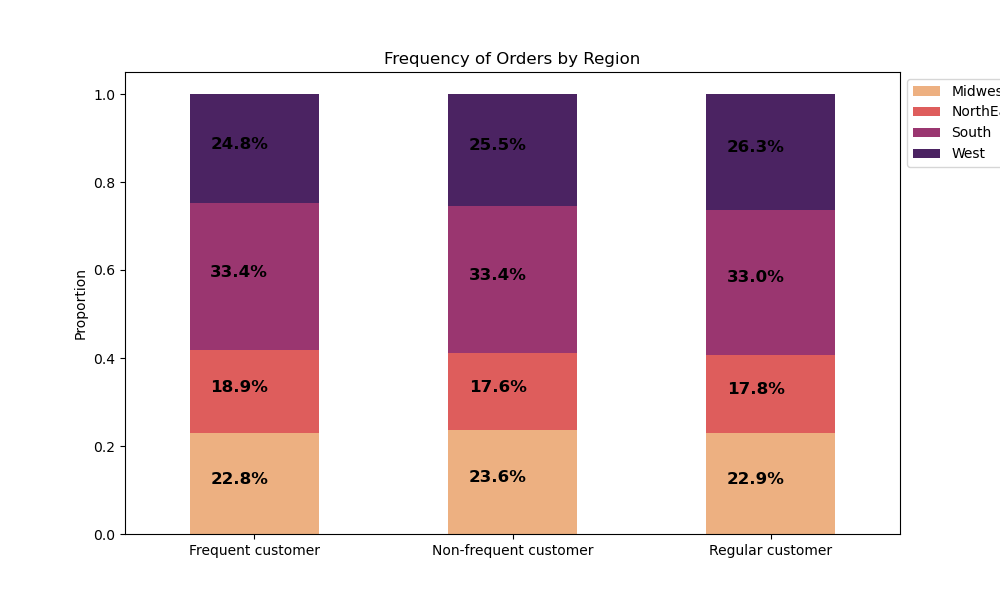 Frequency of Orders by Region
1.0
0.8
0.6
0.4
0.2
0.0
Proportion
24.8%
25.5%
26.3%
33.4%
33.4%
33.0%
18.9%
17.6%
17.8%
22.8%
23.6%
22.9%
Frequent customer
Non-frequent customer
Regular customer
Midwes
NorthEa
South
West